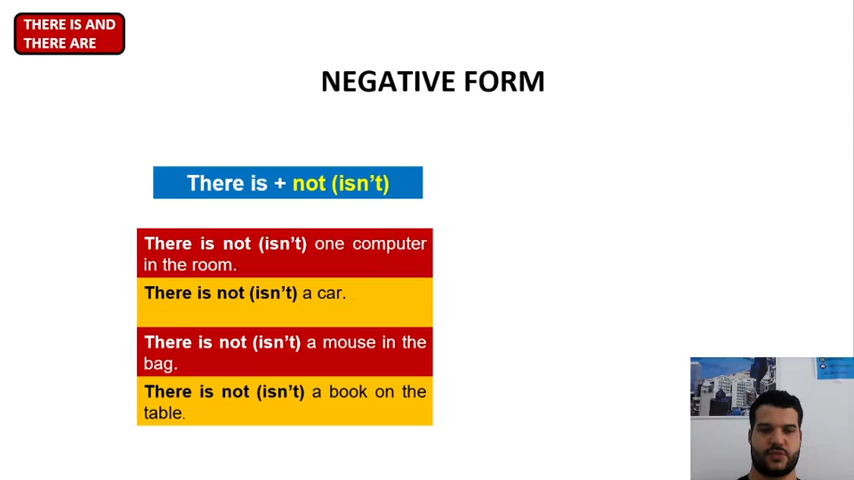 THERE IS AND
THERE ARE
NEGATIVE FORM
There is + not (isn't)
There is not (isn't) one computer
in the room.
There is not (isn't) a car.
There is not (isn't) a mouse in the
bag.
There is not (isn't) a book on the
table.